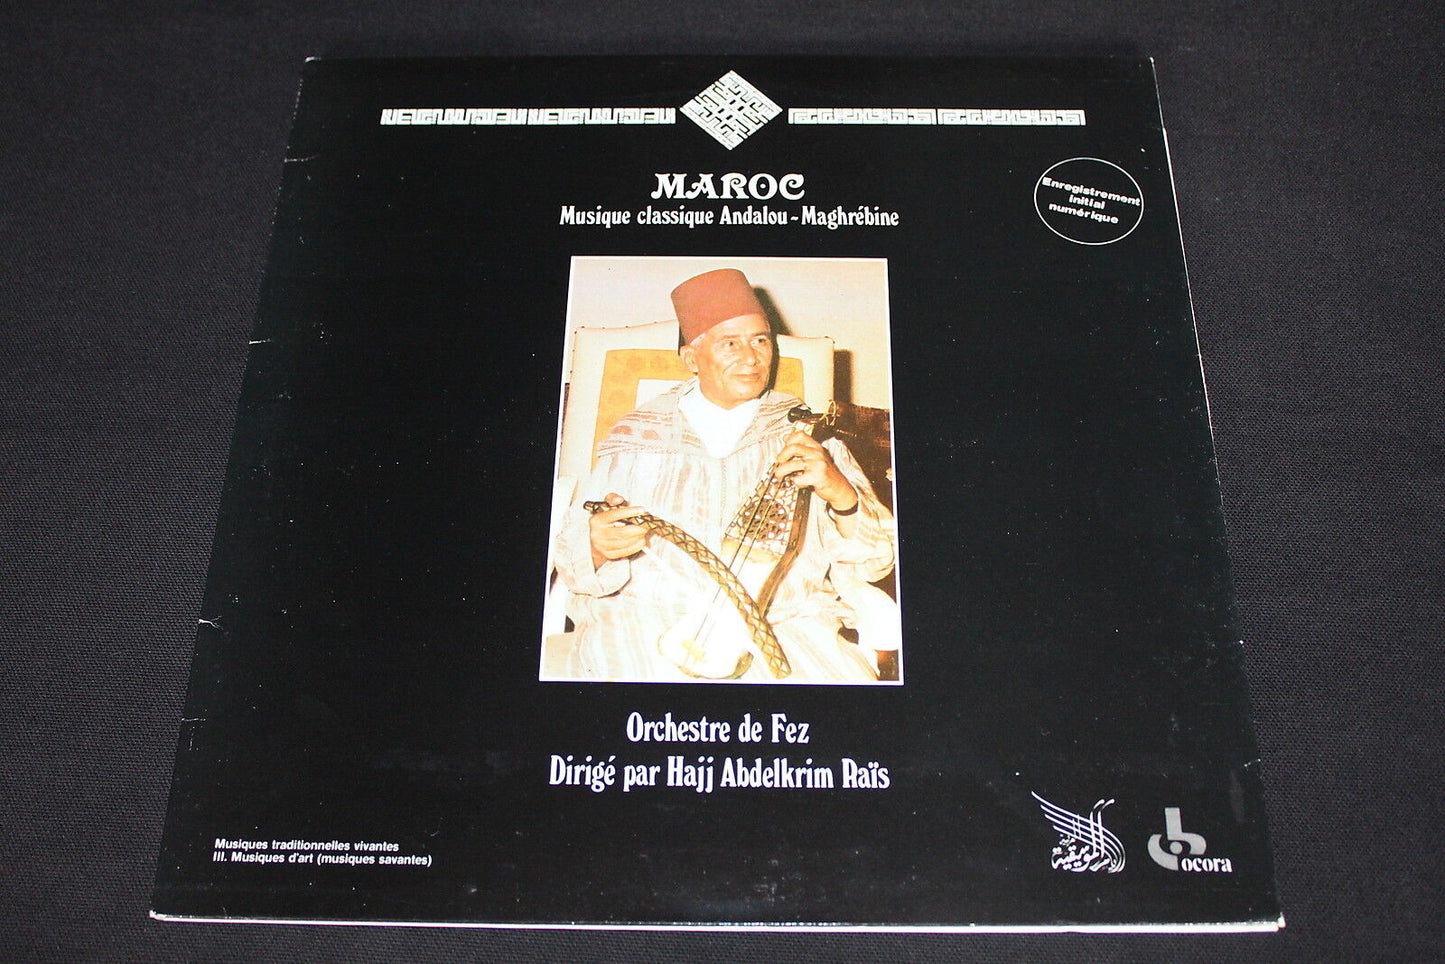 MAROC
Musique classique Andalou-Maghrébine
Enregistrement
initial
numérique
Orchestre de Fez
Dirigé par Hajj Abdelkrim Raïs
Musiques traditionnelles vivantes
III. Musiques d'art (musiques savantes)
ocora